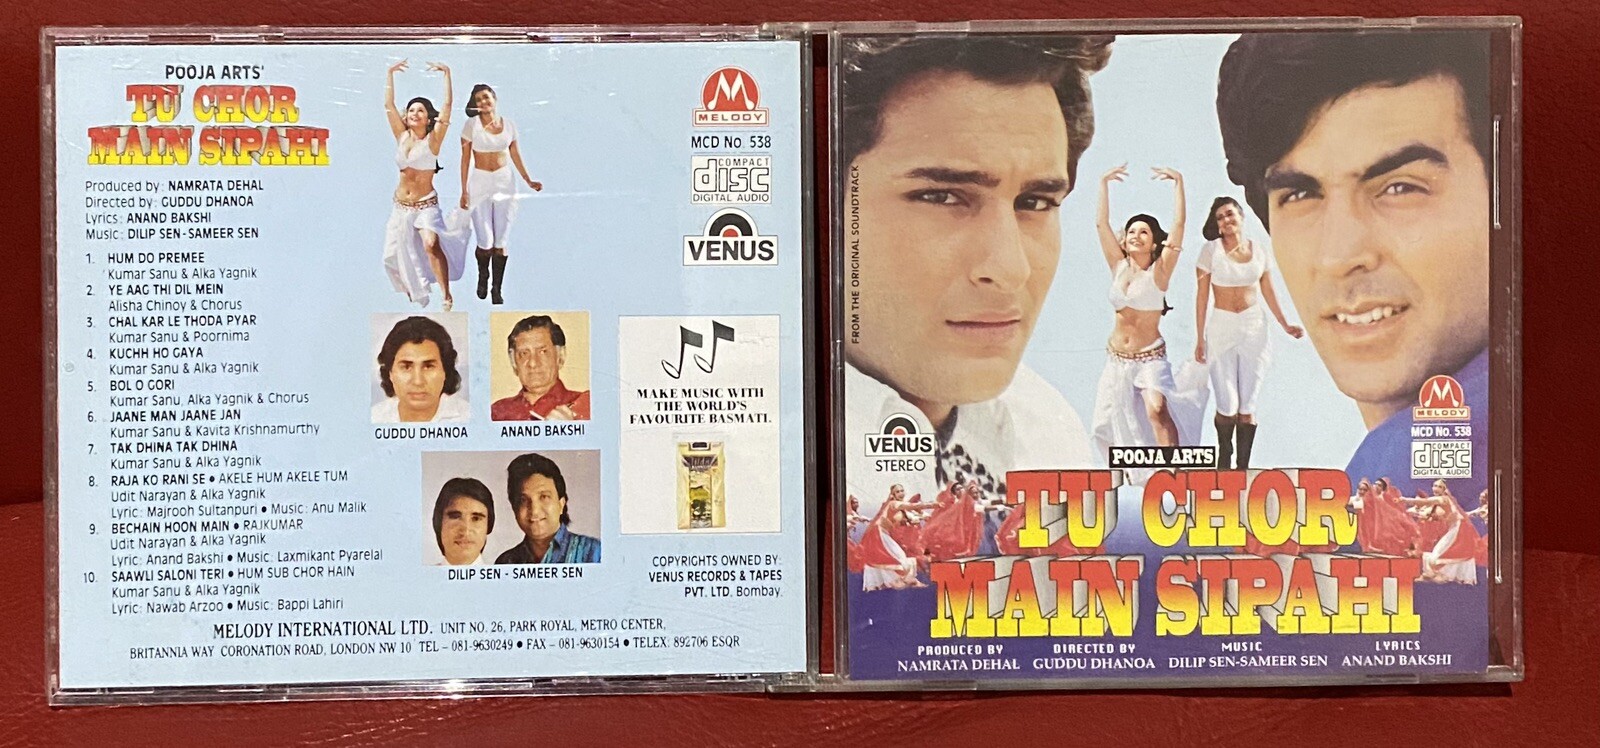 POOJA ARTS'
TU CHOR
MAIN SIPAHI
Produced by: NAMRATA DEHAL
Directed by: GUDDU DHANOA
Lyrics: ANAND BAKSHI
Music: DILIP SEN-SAMEER SEN
1. HUM DO PREMEE
Kumar Sanu & Alka Yagnik
2. YE AAG THI DIL MEIN
Alisha Chinoy & Chorus
3. CHAL KAR LE THODA PYAR
Kumar Sanu & Poornima
4. KUCHH HO GAYA
Kumar Sanu & Alka Yagnik
5. BOL O GORI
Kumar Sanu, Alka Yagnik & Chorus
6. JAANE MAN JAANE JAN
Kumar Sanu & Kavita Krishnamurthy
7. TAK DHINA TAK DHINA
Kumar Sanu & Alka Yagnik
8. RAJA KO RANI SE • AKELE HUM AKELE TUM
Udit Narayan & Alka Yagnik
Lyric: Majrooh Sultanpuri • Music: Anu Malik
9. BECHAIN HOON MAIN • RAJKUMAR
Udit Narayan & Alka Yagnik
Lyric: Anand Bakshi • Music: Laxmikant Pyarelal
10. SAAWLI SALONI TERI • HUM SUB CHOR HAIN
Kumar Sanu & Alka Yagnik
Lyric: Nawab Arzoo • Music: Bappi Lahiri
MELODY
MCD No. 538
COMPACT
disc
DIGITAL AUDIO
VENUS
GUDDU DHANOA
ANAND BAKSHI
DILIP SEN - SAMEER SEN
MAKE MUSIC WITH
THE WORLD'S
FAVOURITE BASMATI.
COPYRIGHTS OWNED BY:
VENUS RECORDS & TAPES
PVT. LTD. Bombay.
MELODY INTERNATIONAL LTD. UNIT NO. 26, PARK ROYAL, METRO CENTER,
BRITANNIA WAY CORONATION ROAD, LONDON NW 10 TEL – 081-9630249 • FAX – 081-9630154 • TELEX: 892706 ESQR
FROM THE ORIGINAL SOUNDTRACK
VENUS
STEREO
MELODY
MCD No. 538
COMPACT
disc
DIGITAL AUDIO
POOJA ARTS
TU CHOR
MAIN SIPAHI
PRODUCED BY
NAMRATA DEHAL
DIRECTED BY
GUDDU DHANOA
MUSIC
DILIP SEN-SAMEER SEN
LYRICS
ANAND BAKSHI